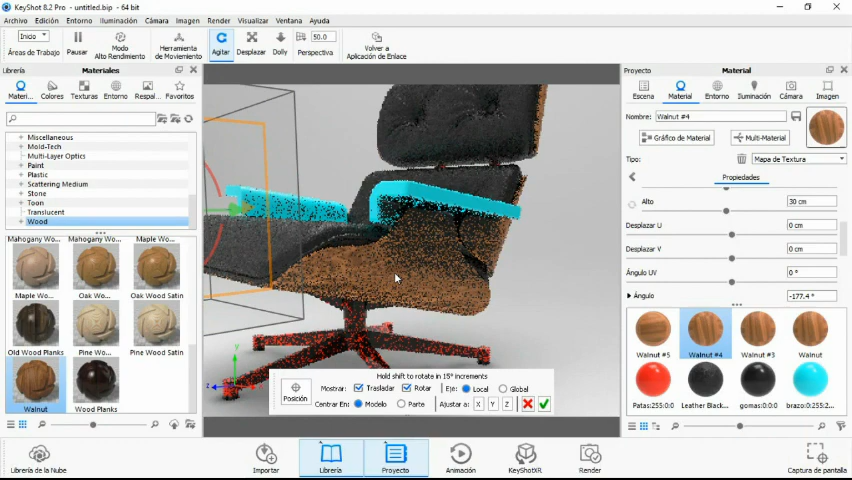 KeyShot 8.2 Pro - untitled.bip - 64 bit
Archivo Edición Entorno Iluminación Cámara Imagen Render Visualizar Ventana Ayuda
Inicio 50.0
Áreas de Trabajo Pausar Modo Alto Rendimiento Herramienta de Moviemiento Agitar Desplazar Dolly Perspectiva Volver a Aplicación de Enlace
Librería Materiales
Materi... Colores Texturas Entorno Respal... Favoritos
Miscellaneous
Mold-Tech
Multi-Layer Optics
Paint
Plastic
Scattering Medium
Stone
Toon
Translucent
Wood
Mahogany Wo... Mahogany Wo... Maple Wo...
Maple Wo... Oak Wo... Oak Wood Satin
Old Wood Planks Pine Wo... Pine Wood Satin
Walnut Wood Planks
Hold shift to rotate in 15° increments
Posición Mostrar: Trasladar Rotar Eje: Local Global
Centrar En: Modelo Parte Ajustar a: X Y Z
Proyecto Material
Escena Material Entorno Iluminación Cámara Imagen
Nombre: Walnut #4
Gráfico de Material Multi-Material
Tipo: Mapa de Textura
Propiedades
Alto 30 cm
Desplazar U 0 cm
Desplazar V 0 cm
Ángulo UV 0 °
Ángulo -177.4 °
Walnut #5 Walnut #4 Walnut #3 Walnut
Patas:255:0:0 Leather Black... gomas:0:0:0 brazo:0:255:2...
Librería de la Nube Importar Librería Proyecto Animación KeyShotXR Render Captura de pantalla